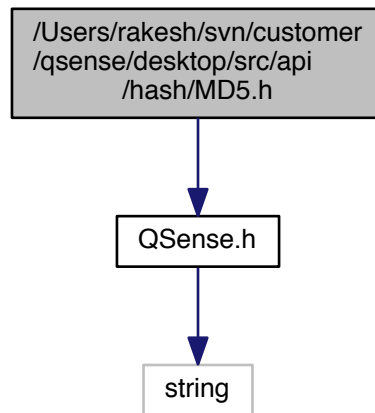 /Users/rakesh/svn/customer
/qsense/desktop/src/api
/hash/MD5.h
QSense.h
string